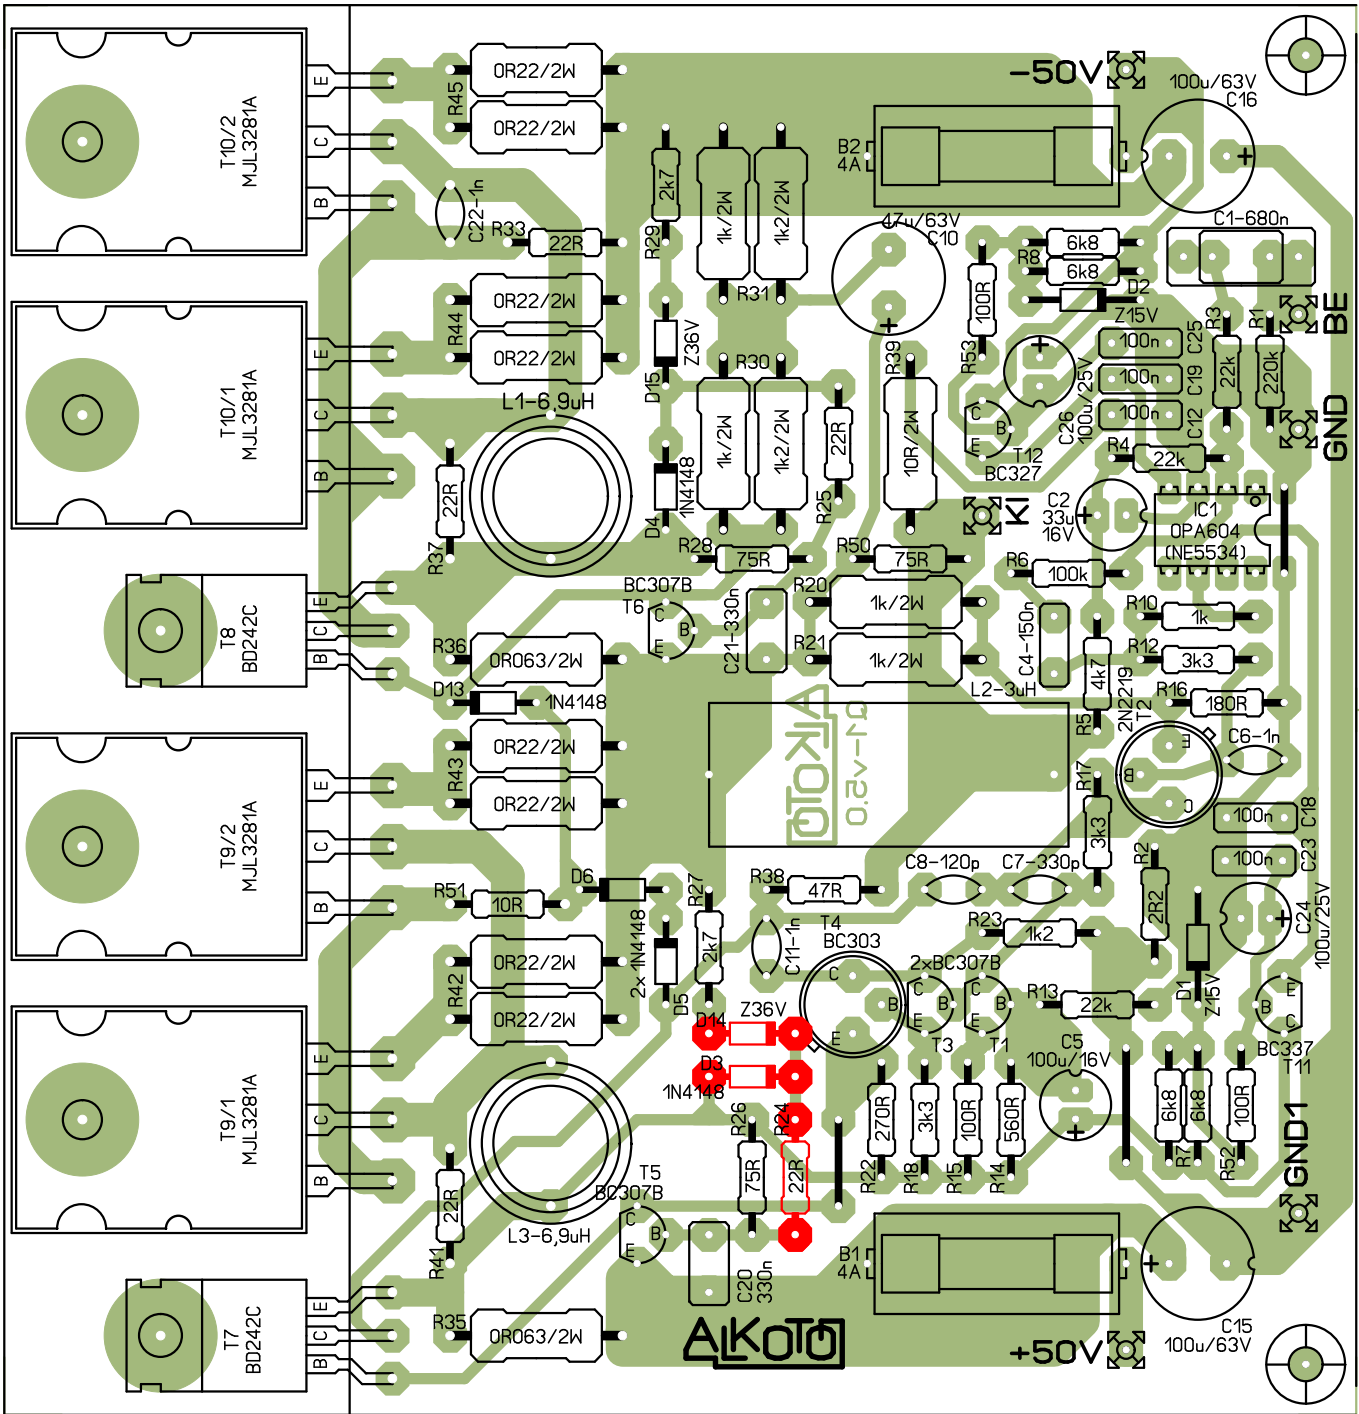 T10/2
MJL3281A
E
C
B
R45
0R22/2W
0R22/2W
C22-1n
R33
22R
2k7
R29
1k/2W
1k2/2W
R31
-50V
B2
4A
100u/63V
C16
47u/63V
C10
C1-680n
6k8
R8
6k8
D2
Z15V
100R
R53
BE
T10/1
MJL3281A
E
C
B
R44
0R22/2W
0R22/2W
Z36V
D15
R30
R39
C25
100n
100n
C19
100n
C12
C26
100u/25V
R3
22k
R1
220k
GND
L1-6,9uH
22R
R37
1N4148
D4
1k/2W
1k2/2W
22R
R25
10R/2W
C
B
E
T12
BC327
R4
22k
KI
C2
33u
16V
IC1
OPA604
(NE5534)
R28
75R
R50
75R
R6
100k
T8
BD242C
E
C
B
BC307B
T6
C
B
E
C21-330n
R20
1k/2W
R21
1k/2W
C4-150n
R10
1k
R12
3k3
R36
0R063/2W
D13
1N4148
L2-3uH
4k7
R5
2N2219
T2
R16
180R
E
B
C
C6-1n
ALKOTO
Q1-v5.0
T9/2
MJL3281A
E
C
B
R43
0R22/2W
0R22/2W
R17
3k3
100n
C18
100n
C23
R51
10R
D6
R27
2k7
R38
47R
C8-120p
C7-330p
R2
2R2
C24
100u/25V
2x1N4148
D5
C11-1n
T4
BC303
C
B
E
R23
1k2
2xBC307B
C
B
E
C
B
E
T3
T1
R13
22k
D1
Z15V
E
B
C
BC337
T11
R42
0R22/2W
0R22/2W
D14
Z36V
D3
1N4148
T9/1
MJL3281A
E
C
B
22R
R41
L3-6,9uH
R26
75R
R24
22R
270R
R22
3k3
R18
100R
R15
560R
R14
C5
100u/16V
6k8
6k8
R7
100R
R52
GND1
T5
BC307B
C
B
E
C20
330n
B1
4A
C15
100u/63V
T7
BD242C
E
C
B
R35
0R063/2W
ALKOTO
+50V